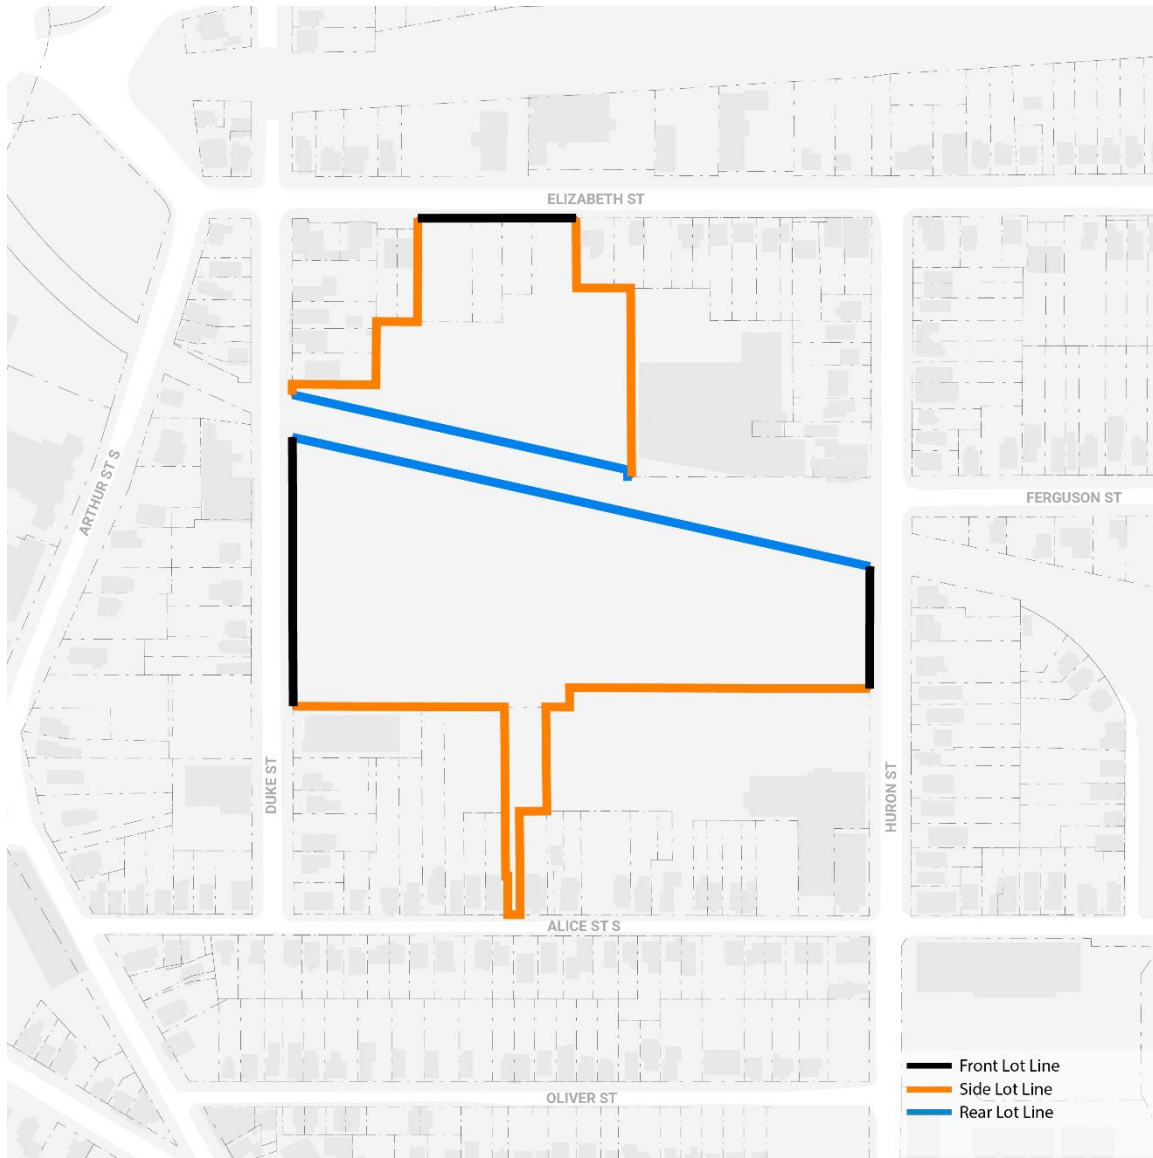 ELIZABETH ST
ARTHUR ST S
FERGUSON ST
DUKE ST
HURON ST
ALICE ST S
Front Lot Line
Side Lot Line
OLIVER ST
Rear Lot Line